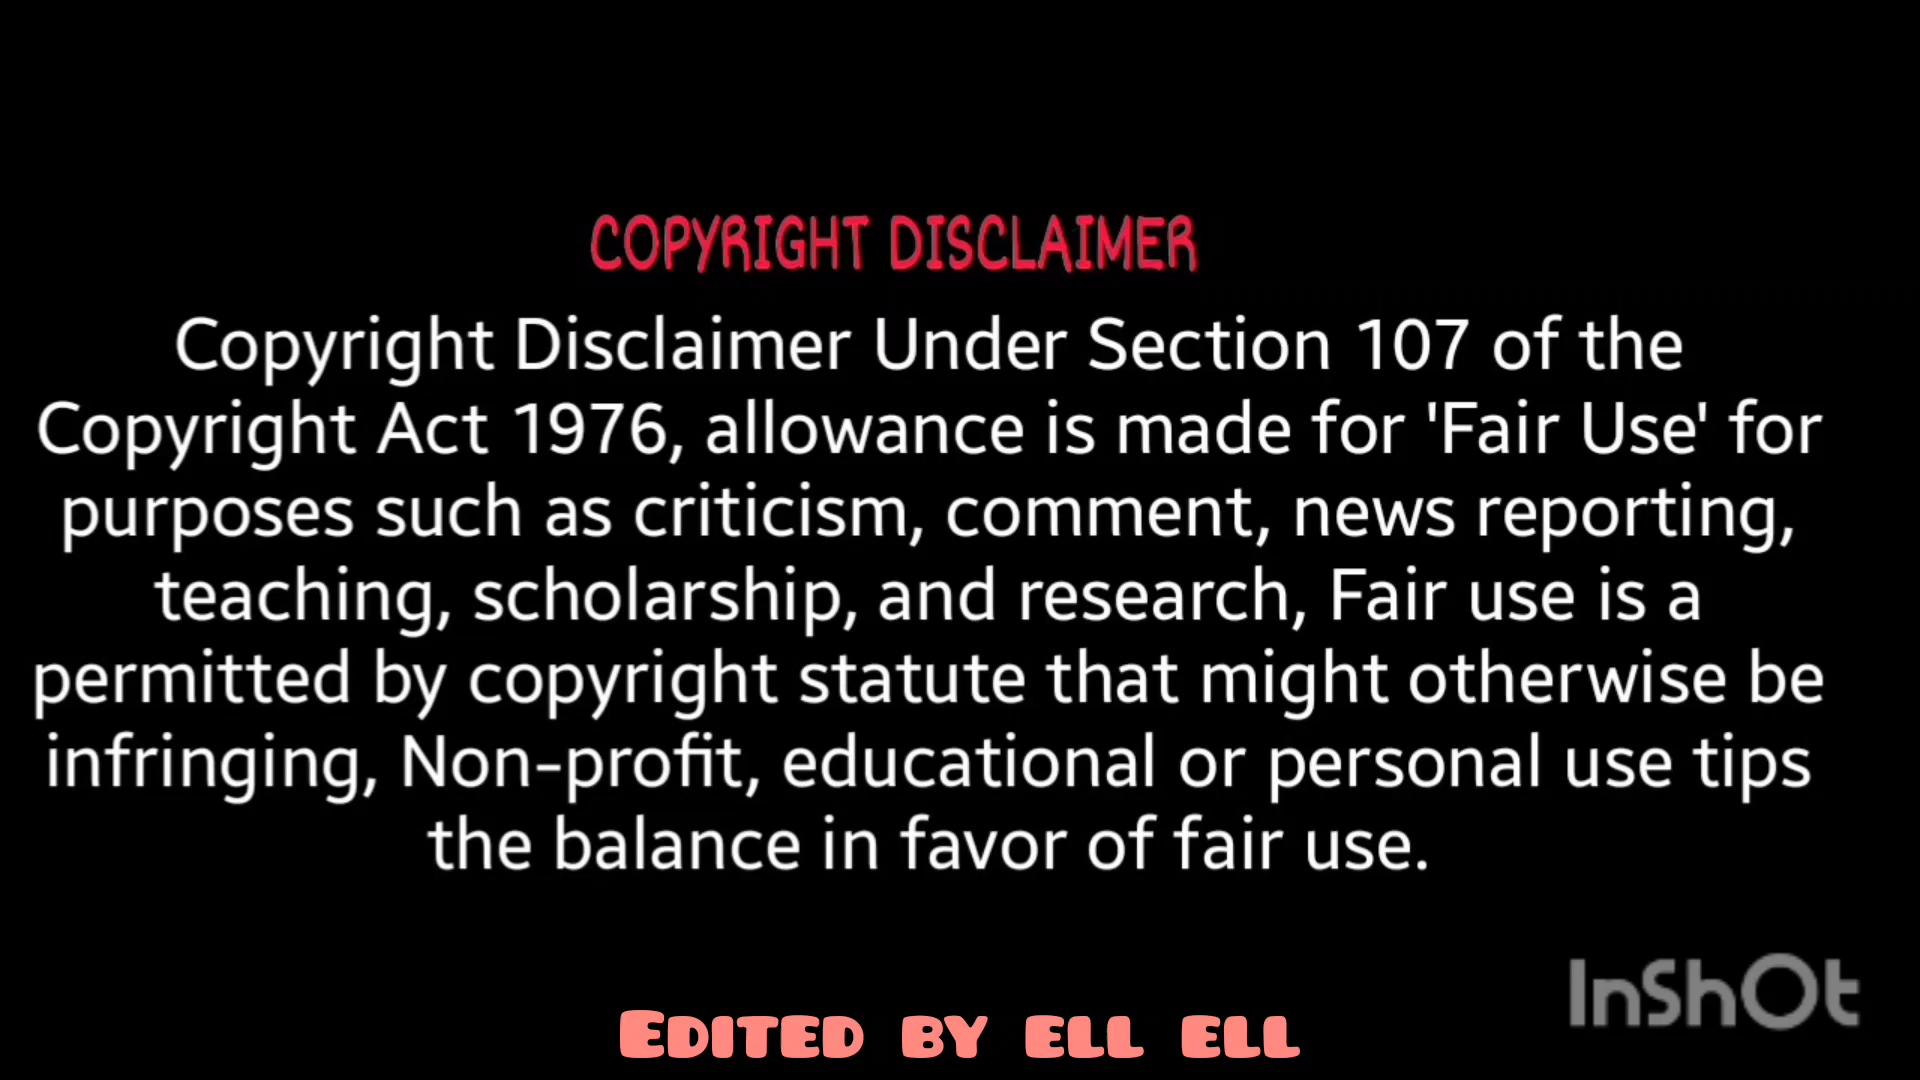 COPYRIGHT DISCLAIMER
Copyright Disclaimer Under Section 107 of the
Copyright Act 1976, allowance is made for 'Fair Use' for
purposes such as criticism, comment, news reporting,
teaching, scholarship, and research, Fair use is a
permitted by copyright statute that might otherwise be
infringing, Non-profit, educational or personal use tips
the balance in favor of fair use.
InShOt
EDITED BY ELL ELL